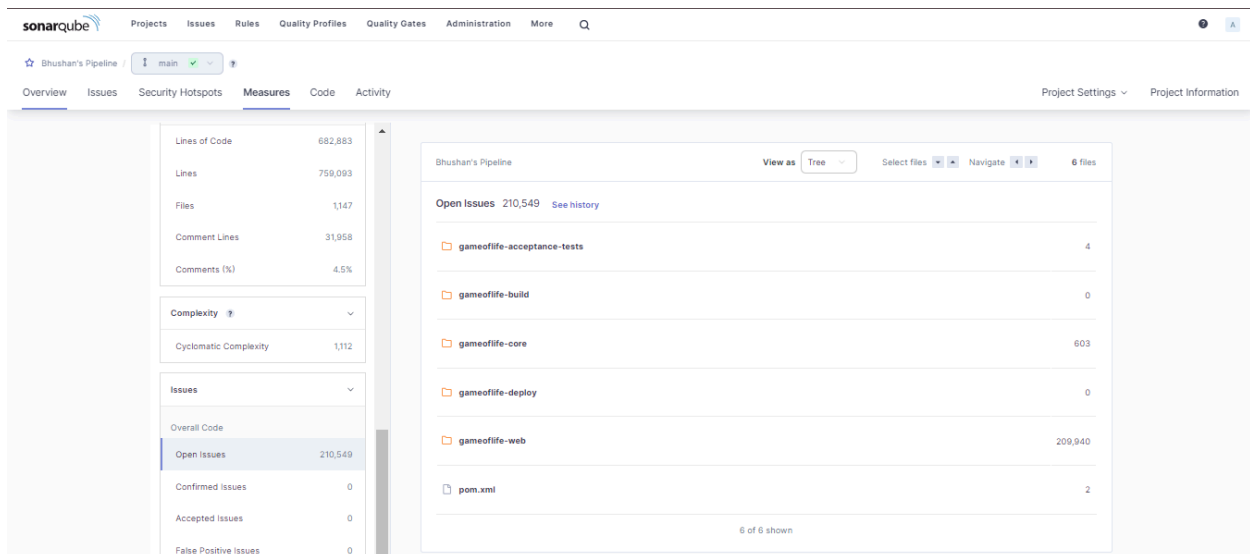 sonarqube Projects Issues Rules Quality Profiles Quality Gates Administration More ? A
Bhushan's Pipeline / main ?
Overview Issues Security Hotspots Measures Code Activity Project Settings Project Information
Lines of Code 682,883
Lines 759,093
Files 1,147
Comment Lines 31,958
Comments (%) 4.5%
Complexity ?
Cyclomatic Complexity 1,112
Issues
Overall Code
Open Issues 210,549
Confirmed Issues 0
Accepted Issues 0
False Positive Issues 0
Bhushan's Pipeline View as Tree Select files Navigate 6 files
Open Issues 210,549 See history
gameoflife-acceptance-tests 4
gameoflife-build 0
gameoflife-core 603
gameoflife-deploy 0
gameoflife-web 209,940
pom.xml 2
6 of 6 shown